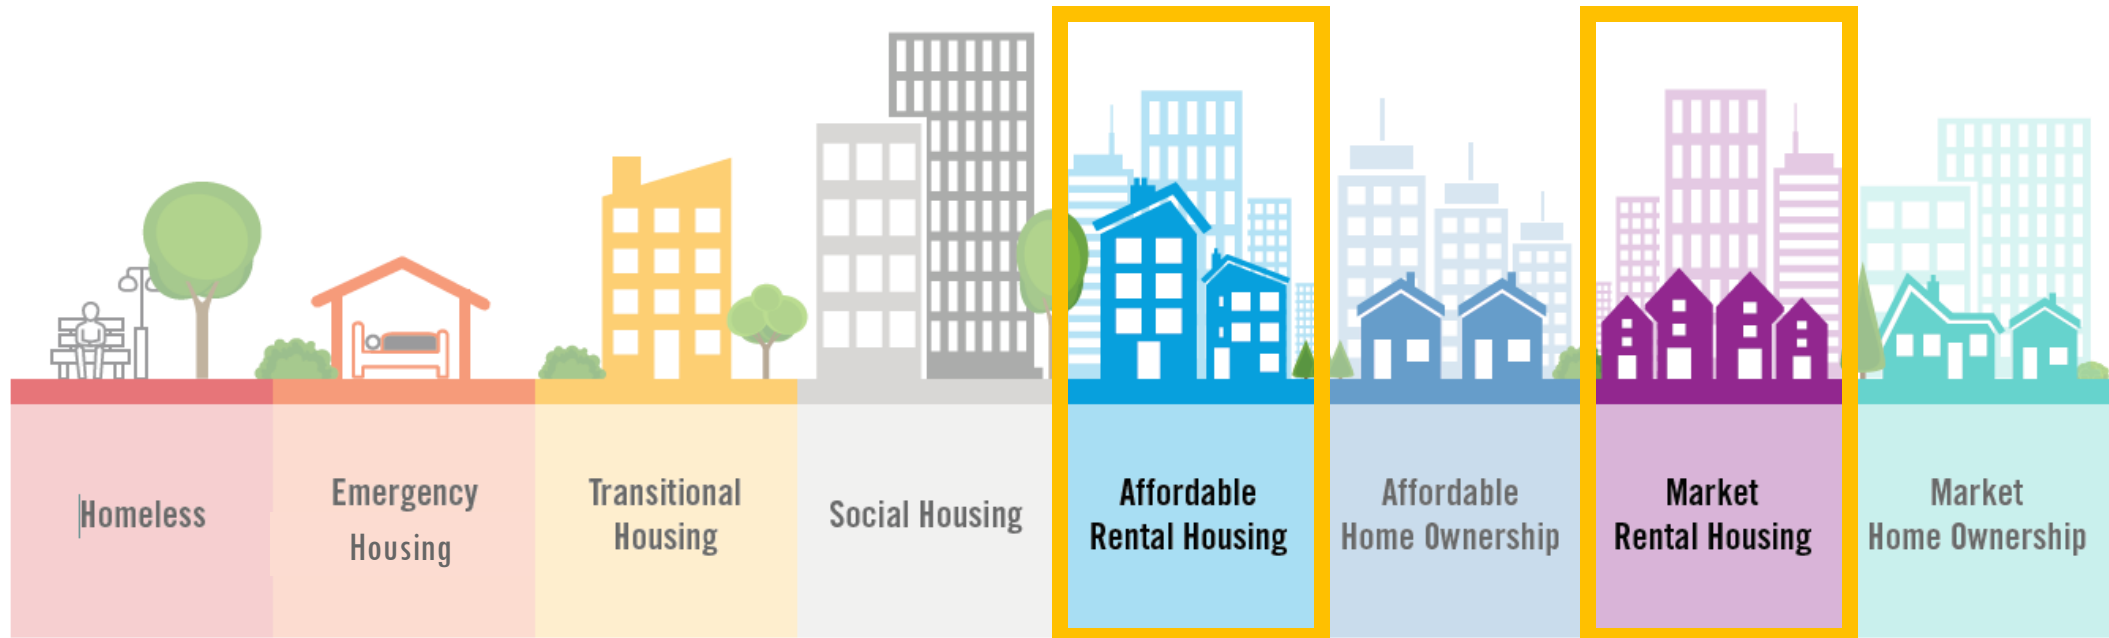 Homeless
Emergency
Housing
Transitional
Housing
Social Housing
Affordable
Rental Housing
Affordable
Home Ownership
Market
Rental Housing
Market
Home Ownership